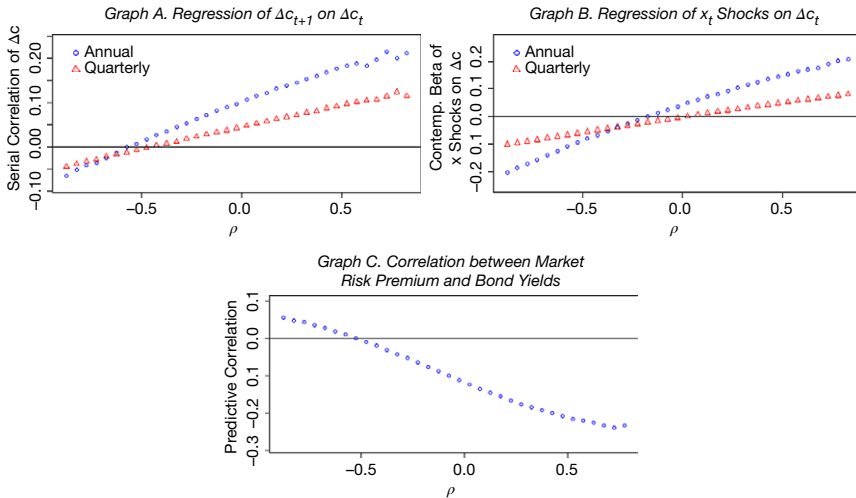 Graph A. Regression of Δc_{t+1} on Δc_t
Serial Correlation of Δc
0.20
0.10
0.00
−0.10
Annual
Quarterly
−0.5
0.0
0.5
ρ
Graph B. Regression of x_t Shocks on Δc_t
Contemp. Beta of
x Shocks on Δc
0.2
0.1
0.0
0.1
−0.2
Annual
Quarterly
−0.5
0.0
0.5
ρ
Graph C. Correlation between Market
Risk Premium and Bond Yields
Predictive Correlation
0.1
0.0
0.1
−0.2
−0.3
−0.5
0.0
0.5
ρ